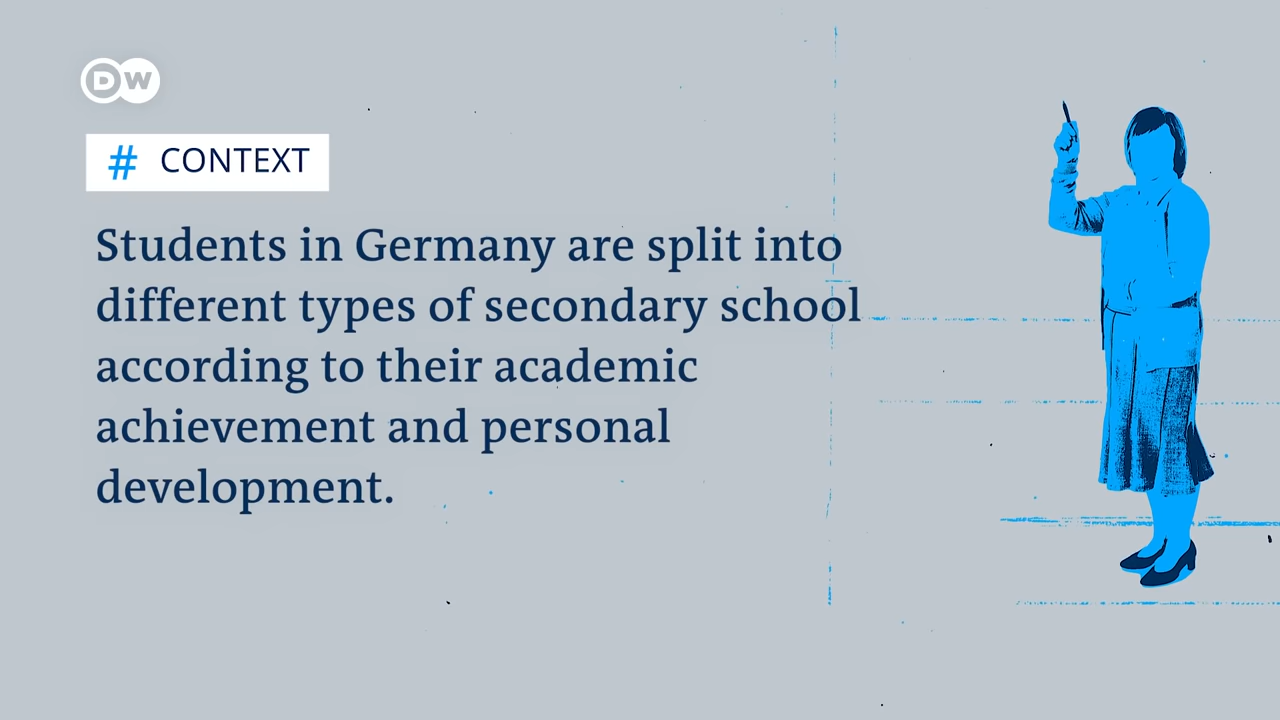 DW
# CONTEXT
Students in Germany are split into
different types of secondary school
according to their academic
achievement and personal
development.